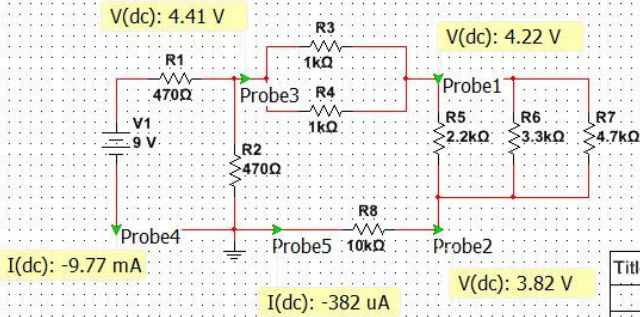 V(dc): 4.41 V
R3
V(dc): 4.22 V
R1
1kΩ
470Ω
Probe3
R4
Probe1
1kΩ
V1
9 V
R5
2.2kΩ
R6
3.3kΩ
R7
4.7kΩ
R2
470Ω
R8
Probe4
Probe5
10kΩ
Probe2
I(dc): -9.77 mA
Titl
V(dc): 3.82 V
I(dc): -382 uA